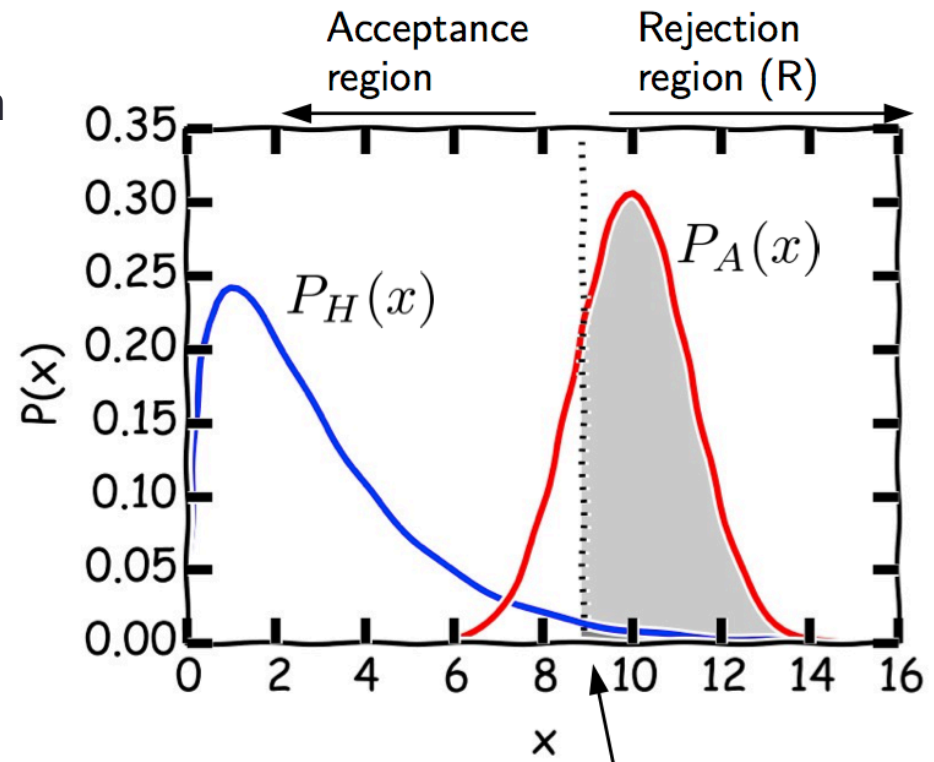 Acceptance
region
Rejection
region (R)
n
0.35
0.30
0.25
0.20
0.15
0.10
0.05
0.00
P(x)
P_H(x)
P_A(x)
0 2 4 6 8 10 12 14 16
x